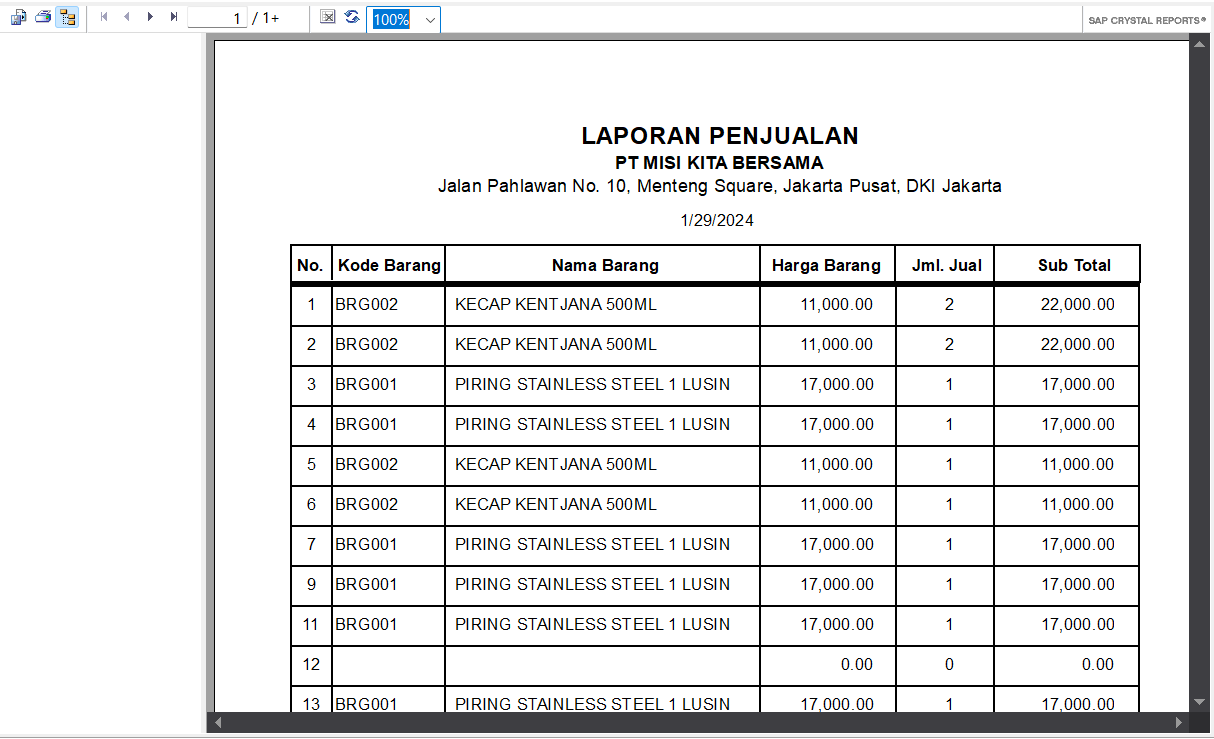 1 / 1+ 100% SAP CRYSTAL REPORTS®
LAPORAN PENJUALAN
PT MISI KITA BERSAMA
Jalan Pahlawan No. 10, Menteng Square, Jakarta Pusat, DKI Jakarta
1/29/2024
No. Kode Barang Nama Barang Harga Barang Jml. Jual Sub Total
1 BRG002 KECAP KENTJANA 500ML 11,000.00 2 22,000.00
2 BRG002 KECAP KENTJANA 500ML 11,000.00 2 22,000.00
3 BRG001 PIRING STAINLESS STEEL 1 LUSIN 17,000.00 1 17,000.00
4 BRG001 PIRING STAINLESS STEEL 1 LUSIN 17,000.00 1 17,000.00
5 BRG002 KECAP KENTJANA 500ML 11,000.00 1 11,000.00
6 BRG002 KECAP KENTJANA 500ML 11,000.00 1 11,000.00
7 BRG001 PIRING STAINLESS STEEL 1 LUSIN 17,000.00 1 17,000.00
9 BRG001 PIRING STAINLESS STEEL 1 LUSIN 17,000.00 1 17,000.00
11 BRG001 PIRING STAINLESS STEEL 1 LUSIN 17,000.00 1 17,000.00
12 0.00 0 0.00
13 BRG001 PIRING STAINLESS STEEL 1 LUSIN 17,000.00 1 17,000.00